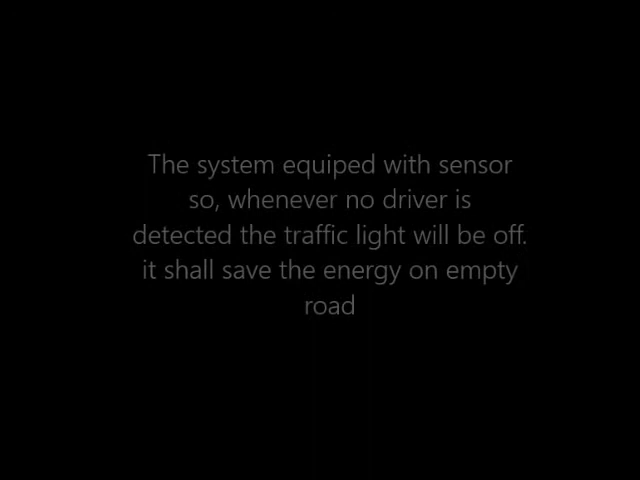 The system equiped with sensor
so, whenever no driver is
detected the traffic light will be off.
it shall save the energy on empty
road